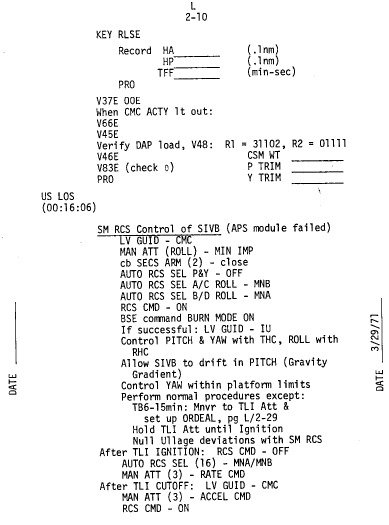 L
2-10
KEY RLSE
Record HA (.1nm)
HP (.1nm)
TFF (min-sec)
PRO
V37E 00E
When CMC ACTY lt out:
V66E
V45E
Verify DAP load, V48: R1 = 31102, R2 = 01111
V46E CSM WT
V83E (check D) P TRIM
PRO Y TRIM
US LOS
(00:16:06)
SM RCS Control of SIVB (APS module failed)
LV GUID - CMC
MAN ATT (ROLL) - MIN IMP
cb SECS ARM (2) - close
AUTO RCS SEL P&Y - OFF
AUTO RCS SEL A/C ROLL - MNB
AUTO RCS SEL B/D ROLL - MNA
RCS CMD - ON
BSE command BURN MODE ON
If successful: LV GUID - IU
Control PITCH & YAW with THC, ROLL with
RHC
Allow SIVB to drift in PITCH (Gravity
Gradient)
Control YAW within platform limits
Perform normal procedures except:
TB6-15min: Mnvr to TLI Att &
set up ORDEAL, pg L/2-29
Hold TLI Att until Ignition
Null Ullage deviations with SM RCS
After TLI IGNITION: RCS CMD - OFF
AUTO RCS SEL (16) - MNA/MNB
MAN ATT (3) - RATE CMD
After TLI CUTOFF: LV GUID - CMC
MAN ATT (3) - ACCEL CMD
RCS CMD - ON
DATE
DATE 3/29/71